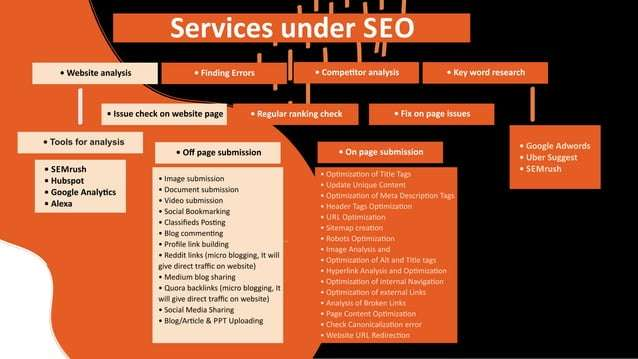 Services under SEO
• Website analysis
• Finding Errors
• Competitor analysis
• Key word research
• Issue check on website page
• Regular ranking check
• Fix on page issues
• Tools for analysis
▪ SEMrush
▪ Hubspot
▪ Google Analytics
▪ Alexa
• Off page submission
• Image submission
• Document submission
• Video submission
• Social Bookmarking
• Classifieds Posting
• Blog commenting
• Profile link building
• Reddit links (micro blogging, It will
give direct traffic on website)
• Medium blog sharing
• Quora backlinks (micro blogging, It
will give direct traffic on website)
• Social Media Sharing
• Blog/Article & PPT Uploading
• On page submission
• Optimization of Title Tags
• Update Unique Content
• Optimization of Meta Description Tags
• Header Tags Optimization
• URL Optimization
• Sitemap creation
• Robots Optimization
• Image Analysis and
• Optimization of Alt and Title tags
• Hyperlink Analysis and Optimization
• Optimization of internal Navigation
• Optimization of external Links
• Analysis of Broken Links
• Page Content Optimization
• Check Canonicalization error
• Website URL Redirection
• Google Adwords
• Uber Suggest
• SEMrush